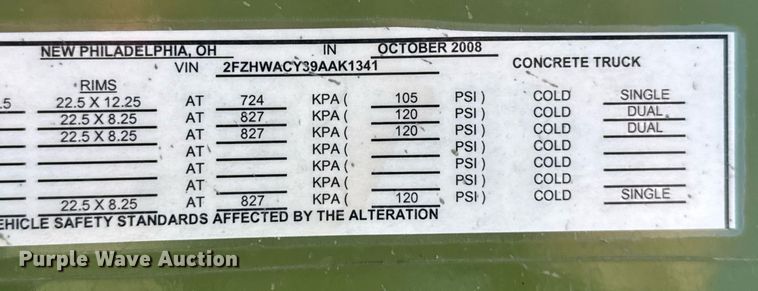 NEW PHILADELPHIA, OH IN OCTOBER 2008
VIN 2FZHWACY39AAK1341 CONCRETE TRUCK
RIMS
.5 22.5 X 12.25 AT 724 KPA ( 105 PSI ) COLD SINGLE
22.5 X 8.25 AT 827 KPA ( 120 PSI ) COLD DUAL
22.5 X 8.25 AT 827 KPA ( 120 PSI ) COLD DUAL
AT KPA ( PSI ) COLD
AT KPA ( PSI ) COLD
AT KPA ( PSI ) COLD
22.5 X 8.25 AT 827 KPA ( 120 PSI ) COLD SINGLE
EHICLE SAFETY STANDARDS AFFECTED BY THE ALTERATION
Purple Wave Auction